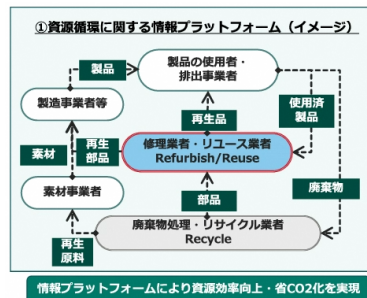 ①資源循環に関する情報プラットフォーム（イメージ）
製品の使用者・
排出事業者
製品
製造事業者等
再生品
使用済
製品
再生
部品
修理業者・リユース業者
Refurbish/Reuse
素材
廃棄物
素材事業者
部品
廃棄物処理・リサイクル業者
Recycle
再生
原料
情報プラットフォームにより資源効率向上・省CO2化を実現